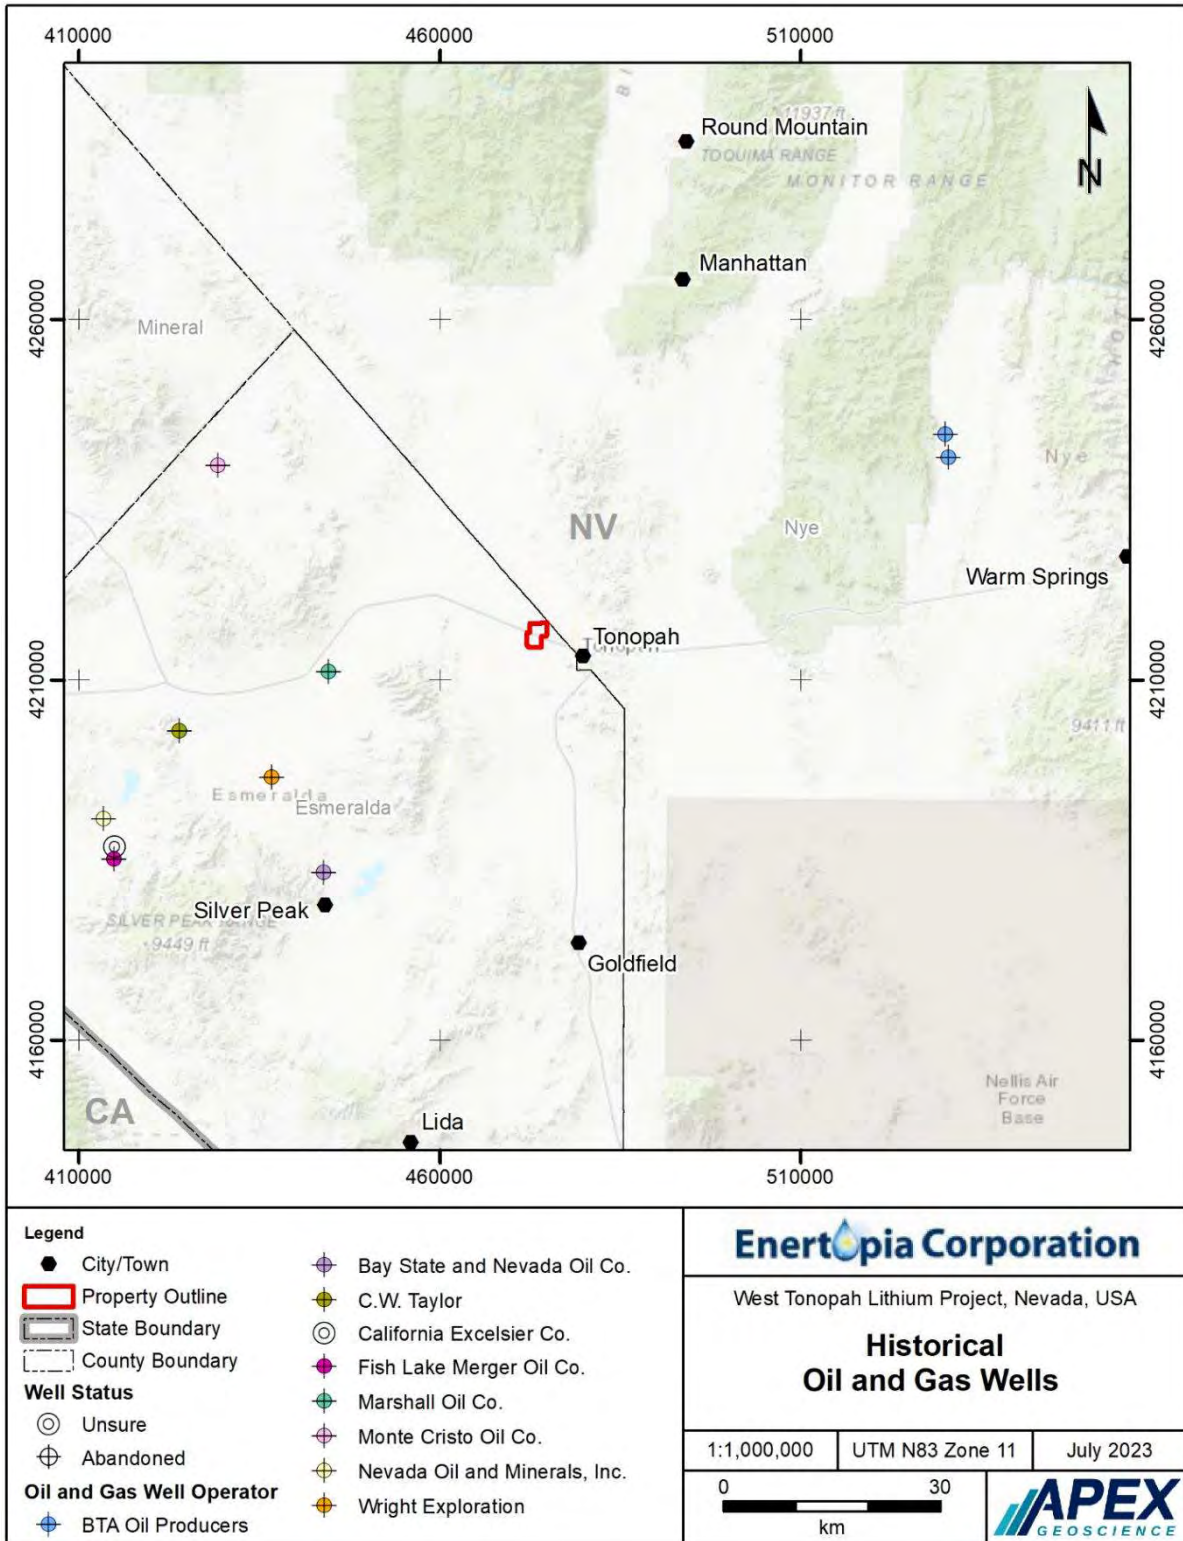 410000
460000
510000
B
11937 ft
Round Mountain
TOQUIMA RANGE
MONITOR RANGE
N
Manhattan
4260000
4260000
Mineral
HOT
Nye
NV
Nye
Warm Springs
Tonopah
Tonopah
4210000
4210000
9411 ft
Esmeralda
Esmeralda
Silver Peak
SILVER PEAK RANGE
9449 ft
Goldfield
4160000
4160000
Nellis Air
Force
Base
CA
Lida
410000
460000
510000
Legend
City/Town
Property Outline
State Boundary
County Boundary
Well Status
Unsure
Abandoned
Oil and Gas Well Operator
BTA Oil Producers
Bay State and Nevada Oil Co.
C.W. Taylor
California Excelsier Co.
Fish Lake Merger Oil Co.
Marshall Oil Co.
Monte Cristo Oil Co.
Nevada Oil and Minerals, Inc.
Wright Exploration
Enertopia Corporation
West Tonopah Lithium Project, Nevada, USA
Historical
Oil and Gas Wells
1:1,000,000 UTM N83 Zone 11 July 2023
0 30
km
APEX
GEOSCIENCE